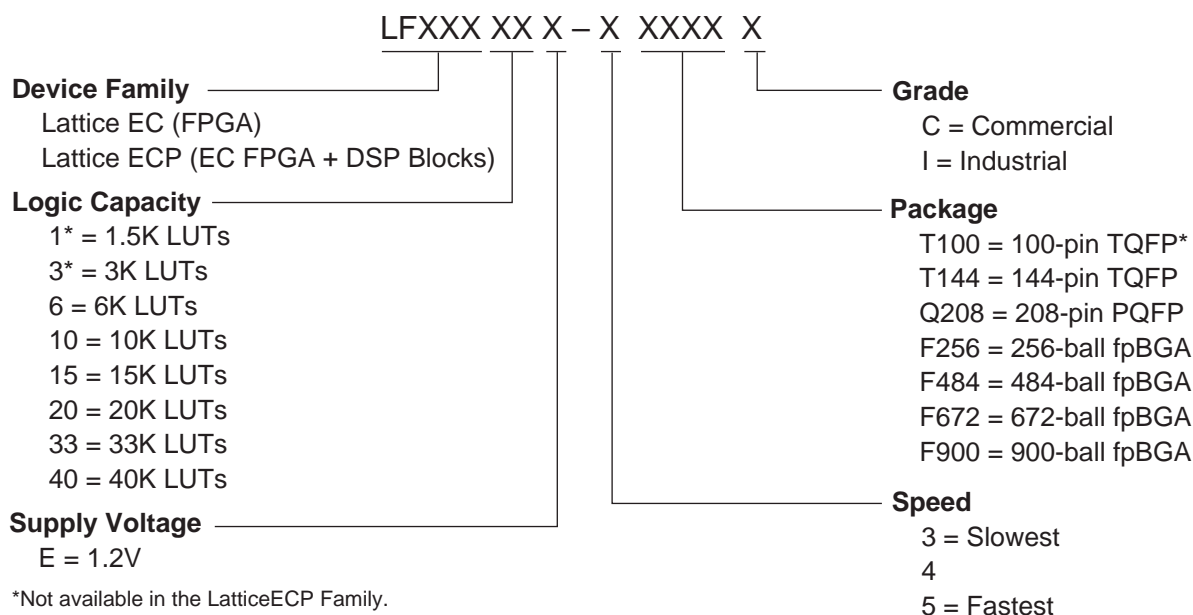 LFXXX XX X – X XXXX X
Device Family
Lattice EC (FPGA)
Lattice ECP (EC FPGA + DSP Blocks)
Logic Capacity
1* = 1.5K LUTs
3* = 3K LUTs
6 = 6K LUTs
10 = 10K LUTs
15 = 15K LUTs
20 = 20K LUTs
33 = 33K LUTs
40 = 40K LUTs
Supply Voltage
E = 1.2V
*Not available in the LatticeECP Family.
Grade
C = Commercial
I = Industrial
Package
T100 = 100-pin TQFP*
T144 = 144-pin TQFP
Q208 = 208-pin PQFP
F256 = 256-ball fpBGA
F484 = 484-ball fpBGA
F672 = 672-ball fpBGA
F900 = 900-ball fpBGA
Speed
3 = Slowest
4
5 = Fastest